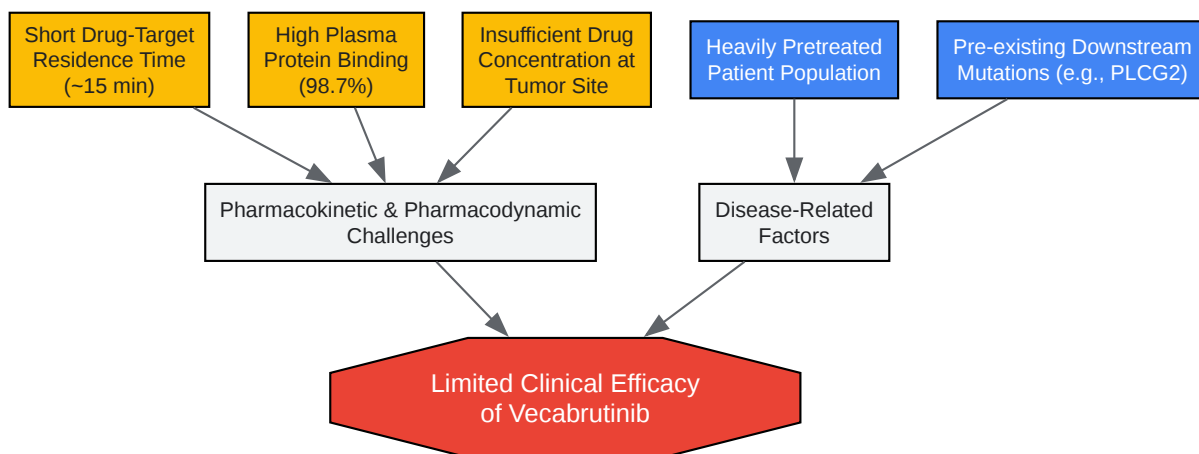 Short Drug-Target
Residence Time
(~15 min)
High Plasma
Protein Binding
(98.7%)
Insufficient Drug
Concentration at
Tumor Site
Heavily Pretreated
Patient Population
Pre-existing Downstream
Mutations (e.g., PLCG2)
Pharmacokinetic & Pharmacodynamic
Challenges
Disease-Related
Factors
Limited Clinical Efficacy
of Vecabrutinib